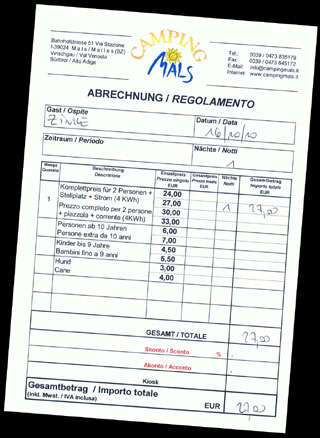 CAMPING
MALS
Bahnhofstrasse 51 Via Stazione
I-39024 Mals / Malles (BZ)
Vinschgau / Val Venosta
Südtirol / Alto Adige
Tel.: 0039 / 0473 835179
Fax: 0039 / 0473 845172
E-Mail info@campingmals.it
Internet www.campingmals.it
ABRECHNUNG / REGOLAMENTO
Gast / Ospite
Datum / Data
16/10/10
Zeitraum / Periodo
Nächte / Notti
1
Menge Quantità
Beschreibung Descrizione
Einzelpreis Prezzo singolo EUR
Gesamtpreis EUR
Nächte Notti
Gesamtbetrag Importo totale EUR
1
Komplettpreis für 2 Personen + 24,00
Stellplatz + Strom (4 KWh) 27,00
Prezzo completo per 2 persone 30,00 1 27,00
+ piazzola + corrente (4KWh) 33,00
Personen ab 10 Jahren 6,00
Persone extra da 10 anni 7,00
Kinder bis 9 Jahre 4,50
Bambini fino a 9 anni 5,50
Hund 3,00
Cane 4,00
GESAMT / TOTALE 27,00
Skonto / Sconto %
Akonto / Acconto
Kiosk
Gesamtbetrag / Importo totale
(inkl. Mwst. / IVA inclusa) EUR 27,00